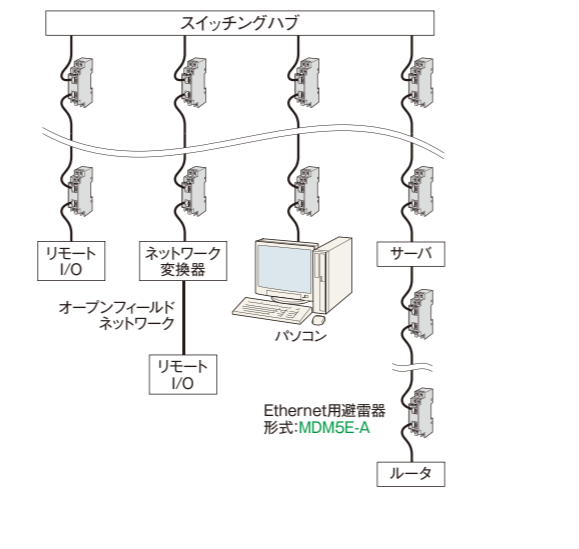 スイッチングハブ
リモート
I/O
ネットワーク
変換器
サーバ
オープンフィールド
ネットワーク
パソコン
リモート
I/O
Ethernet用避雷器
形式:MDM5E-A
ルータ